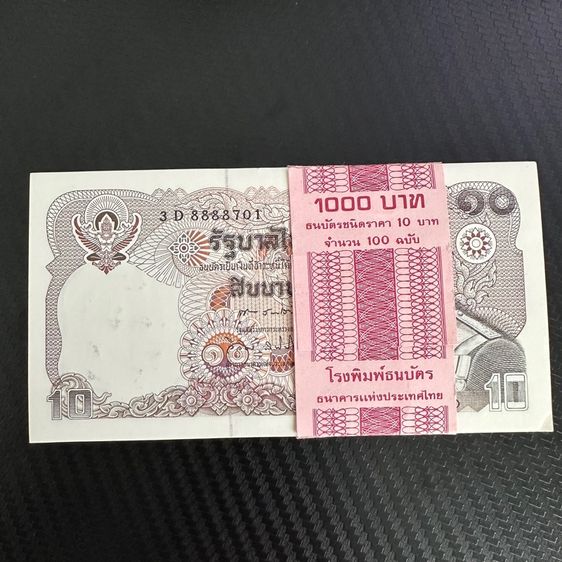 3 D 8888701
๑๐
รัฐบาลไ
สิบบาท
10
10
1000 บาท
ธนบัตรชนิดราคา 10 บาท
จำนวน 100 ฉบับ
โรงพิมพ์ธนบัตร
ธนาคารแห่งประเทศไทย